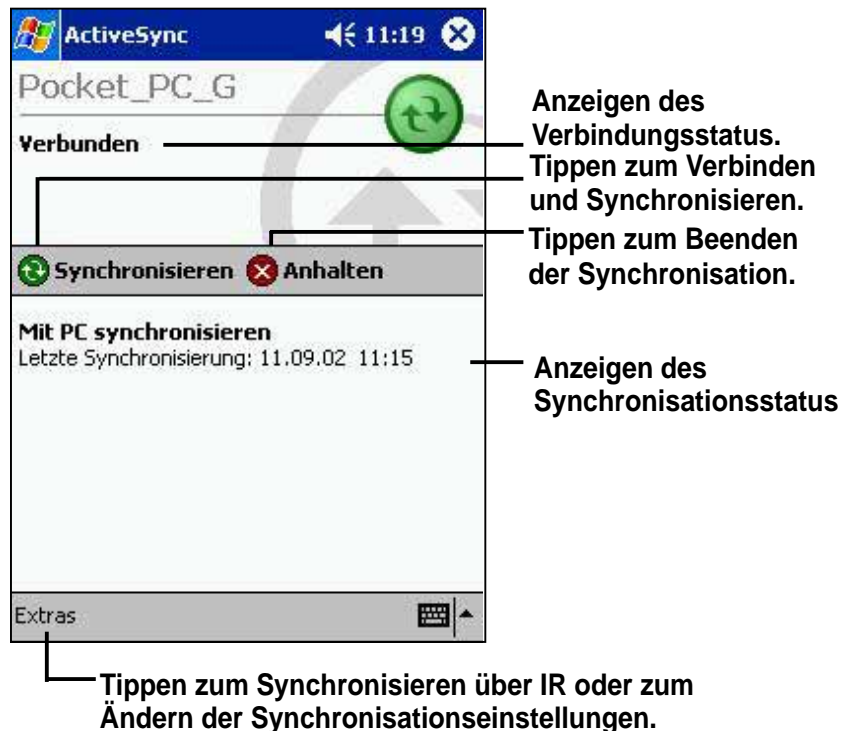 ActiveSync 11:19
Pocket_PC_G
Verbunden
Anzeigen des
Verbindungsstatus.
Tippen zum Verbinden
und Synchronisieren.
Tippen zum Beenden
der Synchronisation.
Synchronisieren Anhalten
Mit PC synchronisieren
Letzte Synchronisierung: 11.09.02 11:15
Anzeigen des
Synchronisationsstatus
Extras
Tippen zum Synchronisieren über IR oder zum
Ändern der Synchronisationseinstellungen.